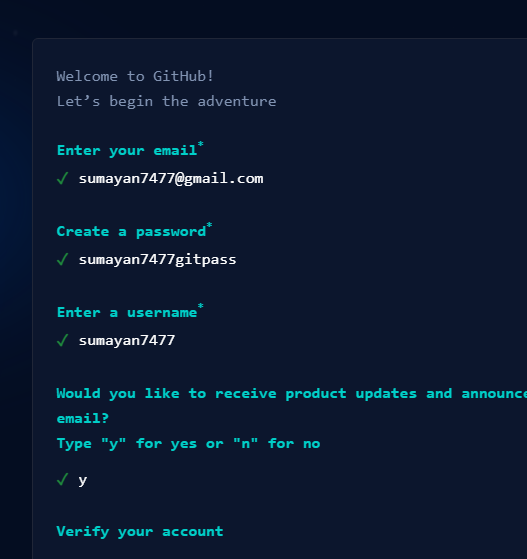 Welcome to GitHub!
Let’s begin the adventure
Enter your email*
✓ sumayan7477@gmail.com
Create a password*
✓ sumayan7477gitpass
Enter a username*
✓ sumayan7477
Would you like to receive product updates and announce
email?
Type "y" for yes or "n" for no
✓ y
Verify your account